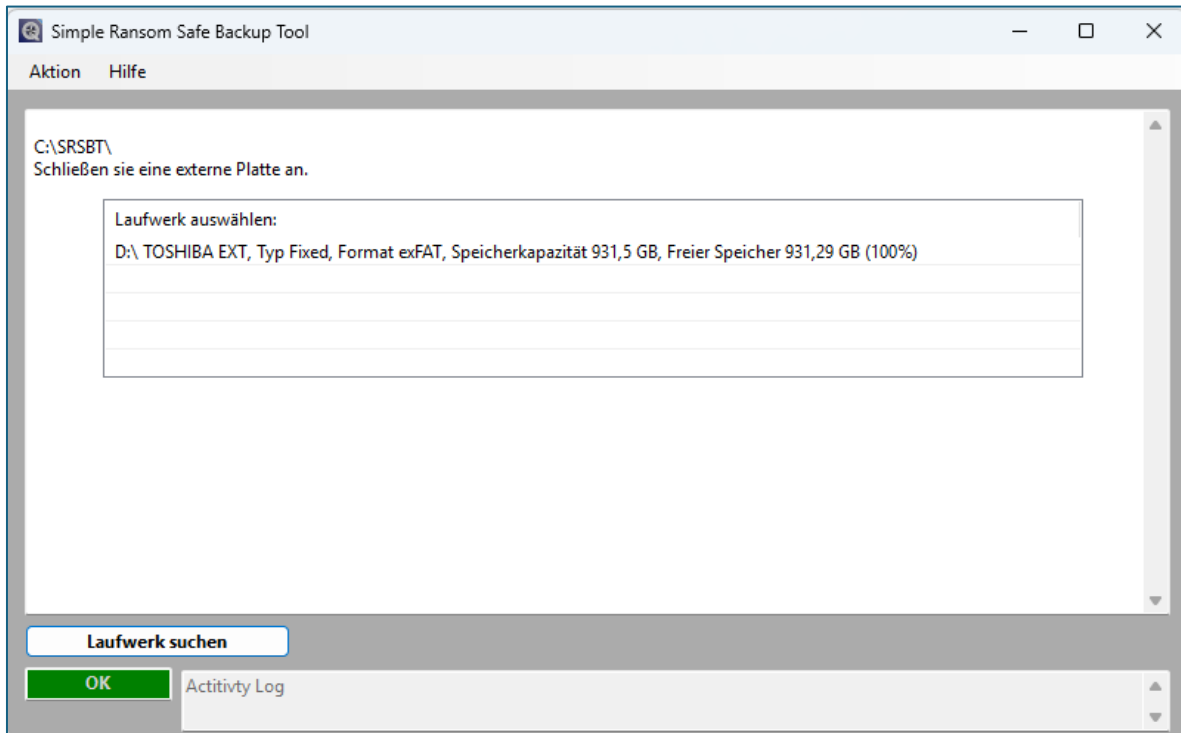 Simple Ransom Safe Backup Tool
Aktion Hilfe
C:\SRSBT\
Schließen sie eine externe Platte an.
Laufwerk auswählen:
D:\ TOSHIBA EXT, Typ Fixed, Format exFAT, Speicherkapazität 931,5 GB, Freier Speicher 931,29 GB (100%)
Laufwerk suchen
OK
Actitivty Log